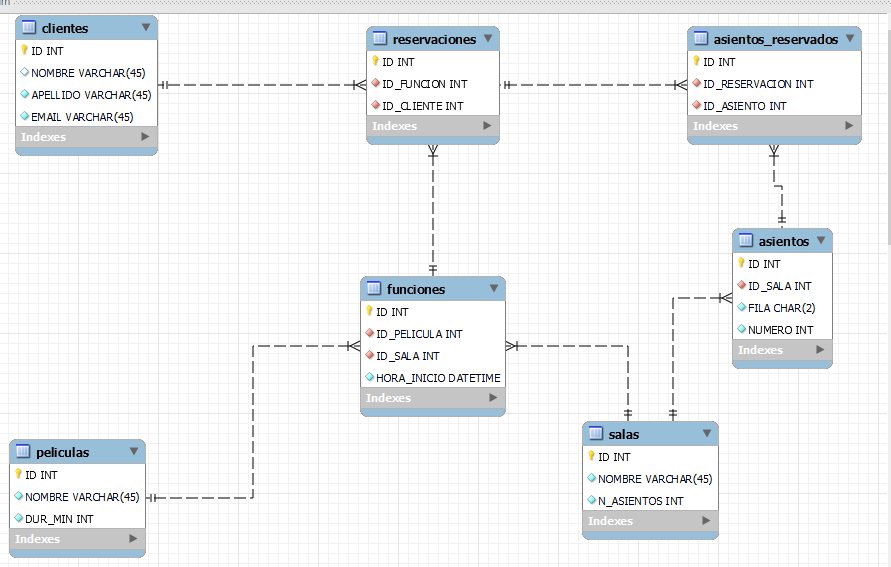 clientes
ID INT
NOMBRE VARCHAR(45)
APELLIDO VARCHAR(45)
EMAIL VARCHAR(45)
Indexes
reservaciones
ID INT
ID_FUNCION INT
ID_CLIENTE INT
Indexes
asientos_reservados
ID INT
ID_RESERVACION INT
ID_ASIENTO INT
Indexes
asientos
ID INT
ID_SALA INT
FILA CHAR(2)
NUMERO INT
Indexes
funciones
ID INT
ID_PELICULA INT
ID_SALA INT
HORA_INICIO DATETIME
Indexes
salas
ID INT
NOMBRE VARCHAR(45)
N_ASIENTOS INT
Indexes
peliculas
ID INT
NOMBRE VARCHAR(45)
DUR_MIN INT
Indexes